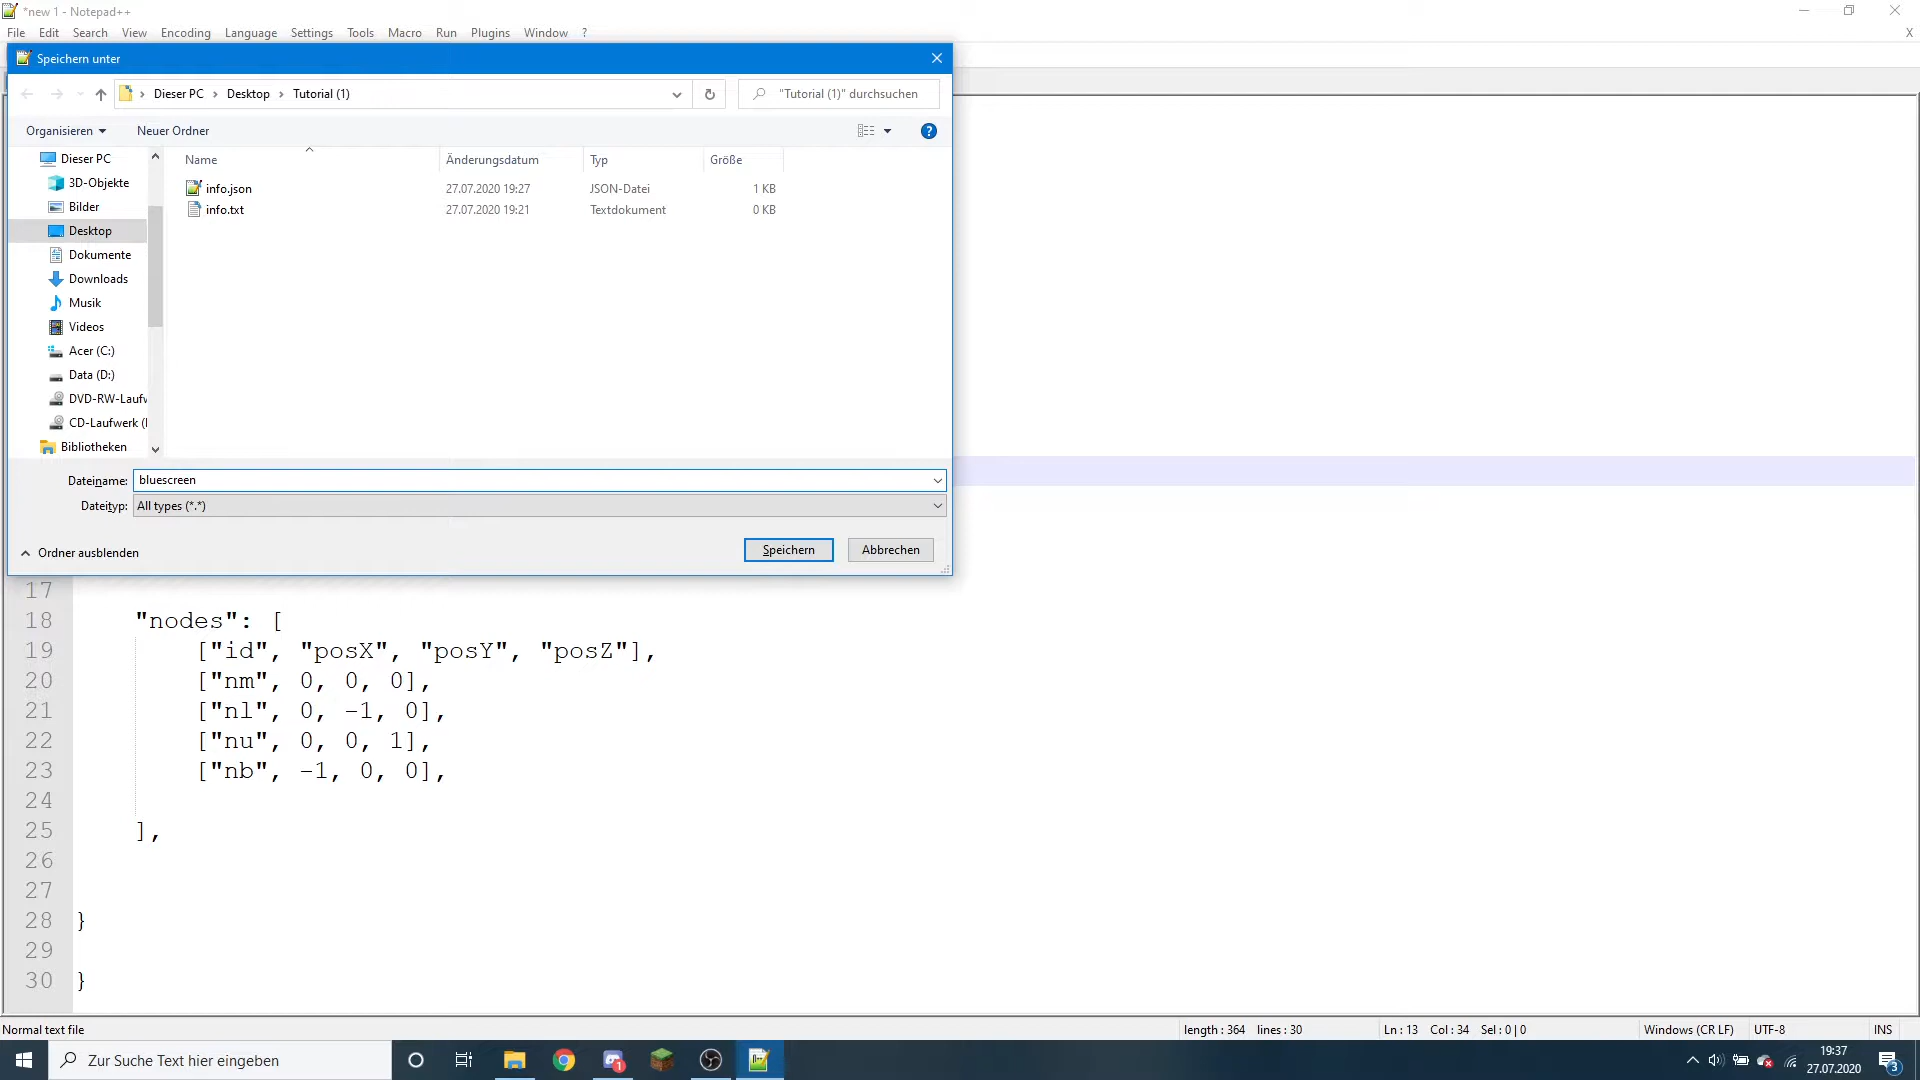 *new 1 - Notepad++
File Edit Search View Encoding Language Settings Tools Macro Run Plugins Window ? X
Speichern unter
Dieser PC › Desktop › Tutorial (1)
"Tutorial (1)" durchsuchen
Organisieren Neuer Ordner
Dieser PC
3D-Objekte
Bilder
Desktop
Dokumente
Downloads
Musik
Videos
Acer (C:)
Data (D:)
DVD-RW-Laufw
CD-Laufwerk (
Bibliotheken
Name Änderungsdatum Typ Größe
info.json 27.07.2020 19:27 JSON-Datei 1 KB
info.txt 27.07.2020 19:21 Textdokument 0 KB
Dateiname: bluescreen
Dateityp: All types (*.*)
Ordner ausblenden
Speichern Abbrechen
17
18 "nodes": [
19 ["id", "posX", "posY", "posZ"],
20 ["nm", 0, 0, 0],
21 ["nl", 0, -1, 0],
22 ["nu", 0, 0, 1],
23 ["nb", -1, 0, 0],
24
25 ],
26
27
28 }
29
30 }
Normal text file length : 364 lines : 30 Ln : 13 Col : 34 Sel : 0 | 0 Windows (CR LF) UTF-8 INS
Zur Suche Text hier eingeben
1
19:37
27.07.2020
3